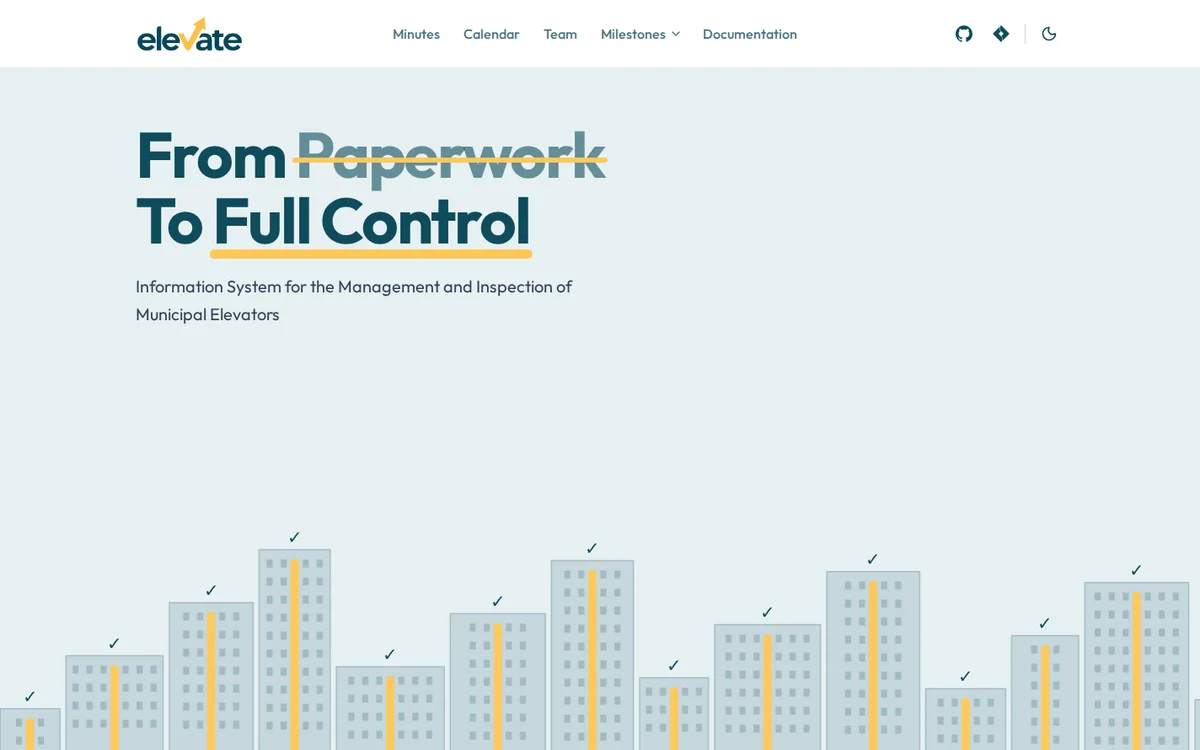 elevate
Minutes
Calendar
Team
Milestones
Documentation
From Paperwork
To Full Control
Information System for the Management and Inspection of
Municipal Elevators